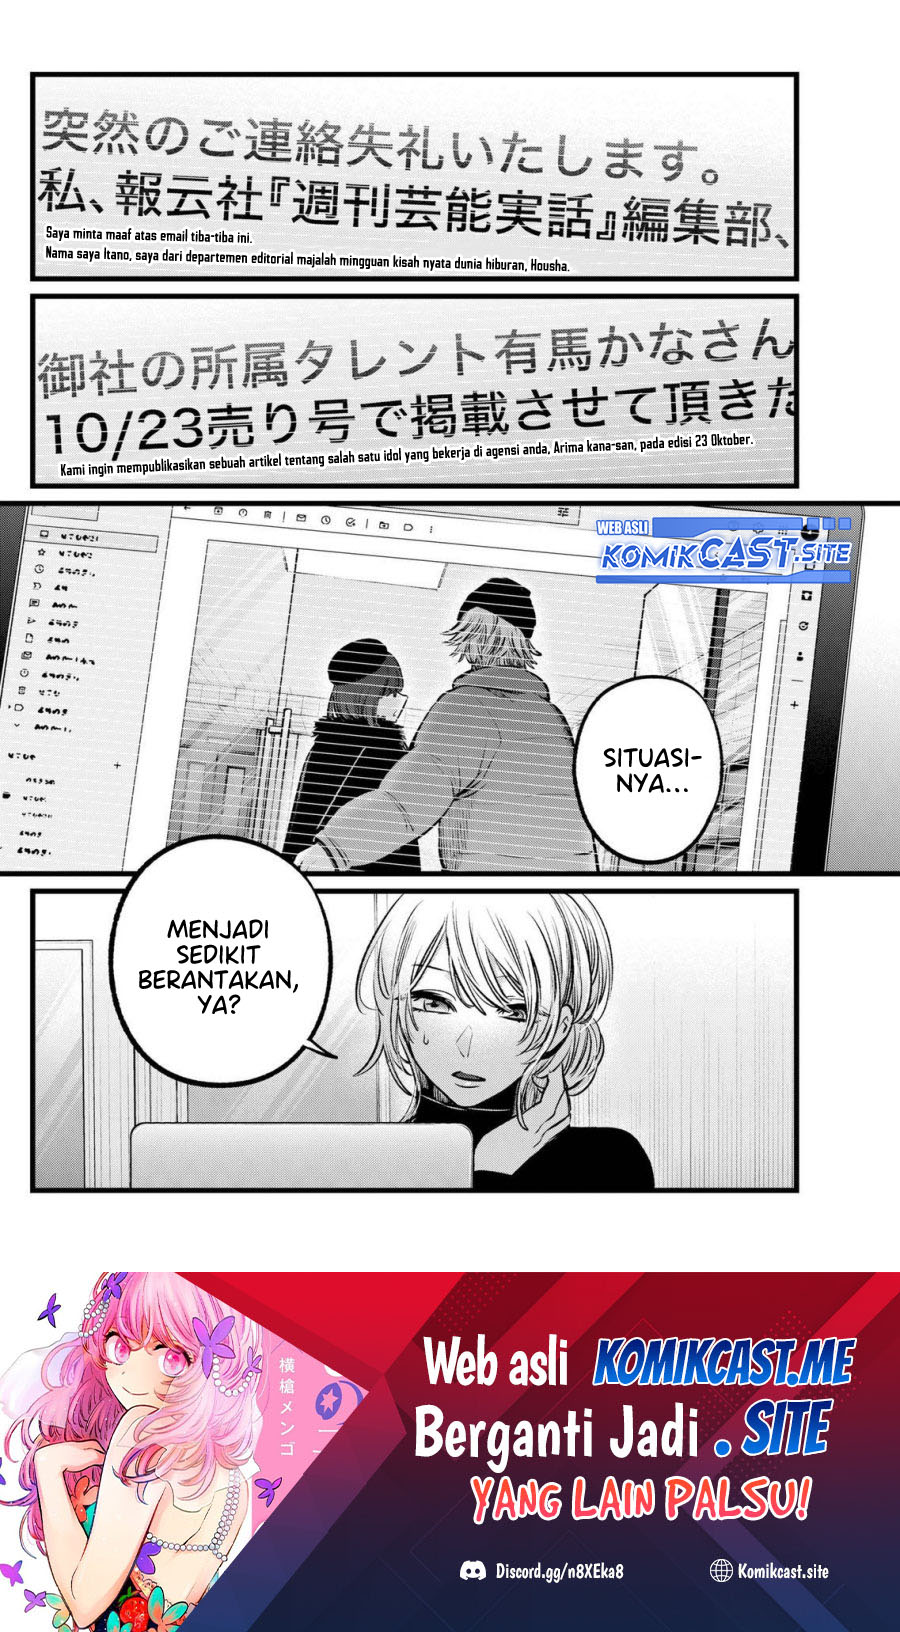 突然のご連絡失礼いたします。
私、報云社『週刊芸能実話』編集部、
Saya minta maaf atas email tiba-tiba ini.
Nama saya Itano, saya dari departemen editorial majalah mingguan kisah nyata dunia hiburan, Housha.
御社の所属タレント有馬かなさん
10/23売り号で掲載させて頂きた
Kami ingin mempublikasikan sebuah artikel tentang salah satu idol yang bekerja di agensi anda, Arima kana-san, pada edisi 23 Oktober.
WEB ASLI
KOMIKCAST.SITE
SITUASI-
NYA...
MENJADI
SEDIKIT
BERANTAKAN,
YA?
横槍メンゴ
Web asli KOMIKCAST.ME
Berganti Jadi .SITE
YANG LAIN PALSU!
Discord.gg/n8XEka8
Komikcast.site